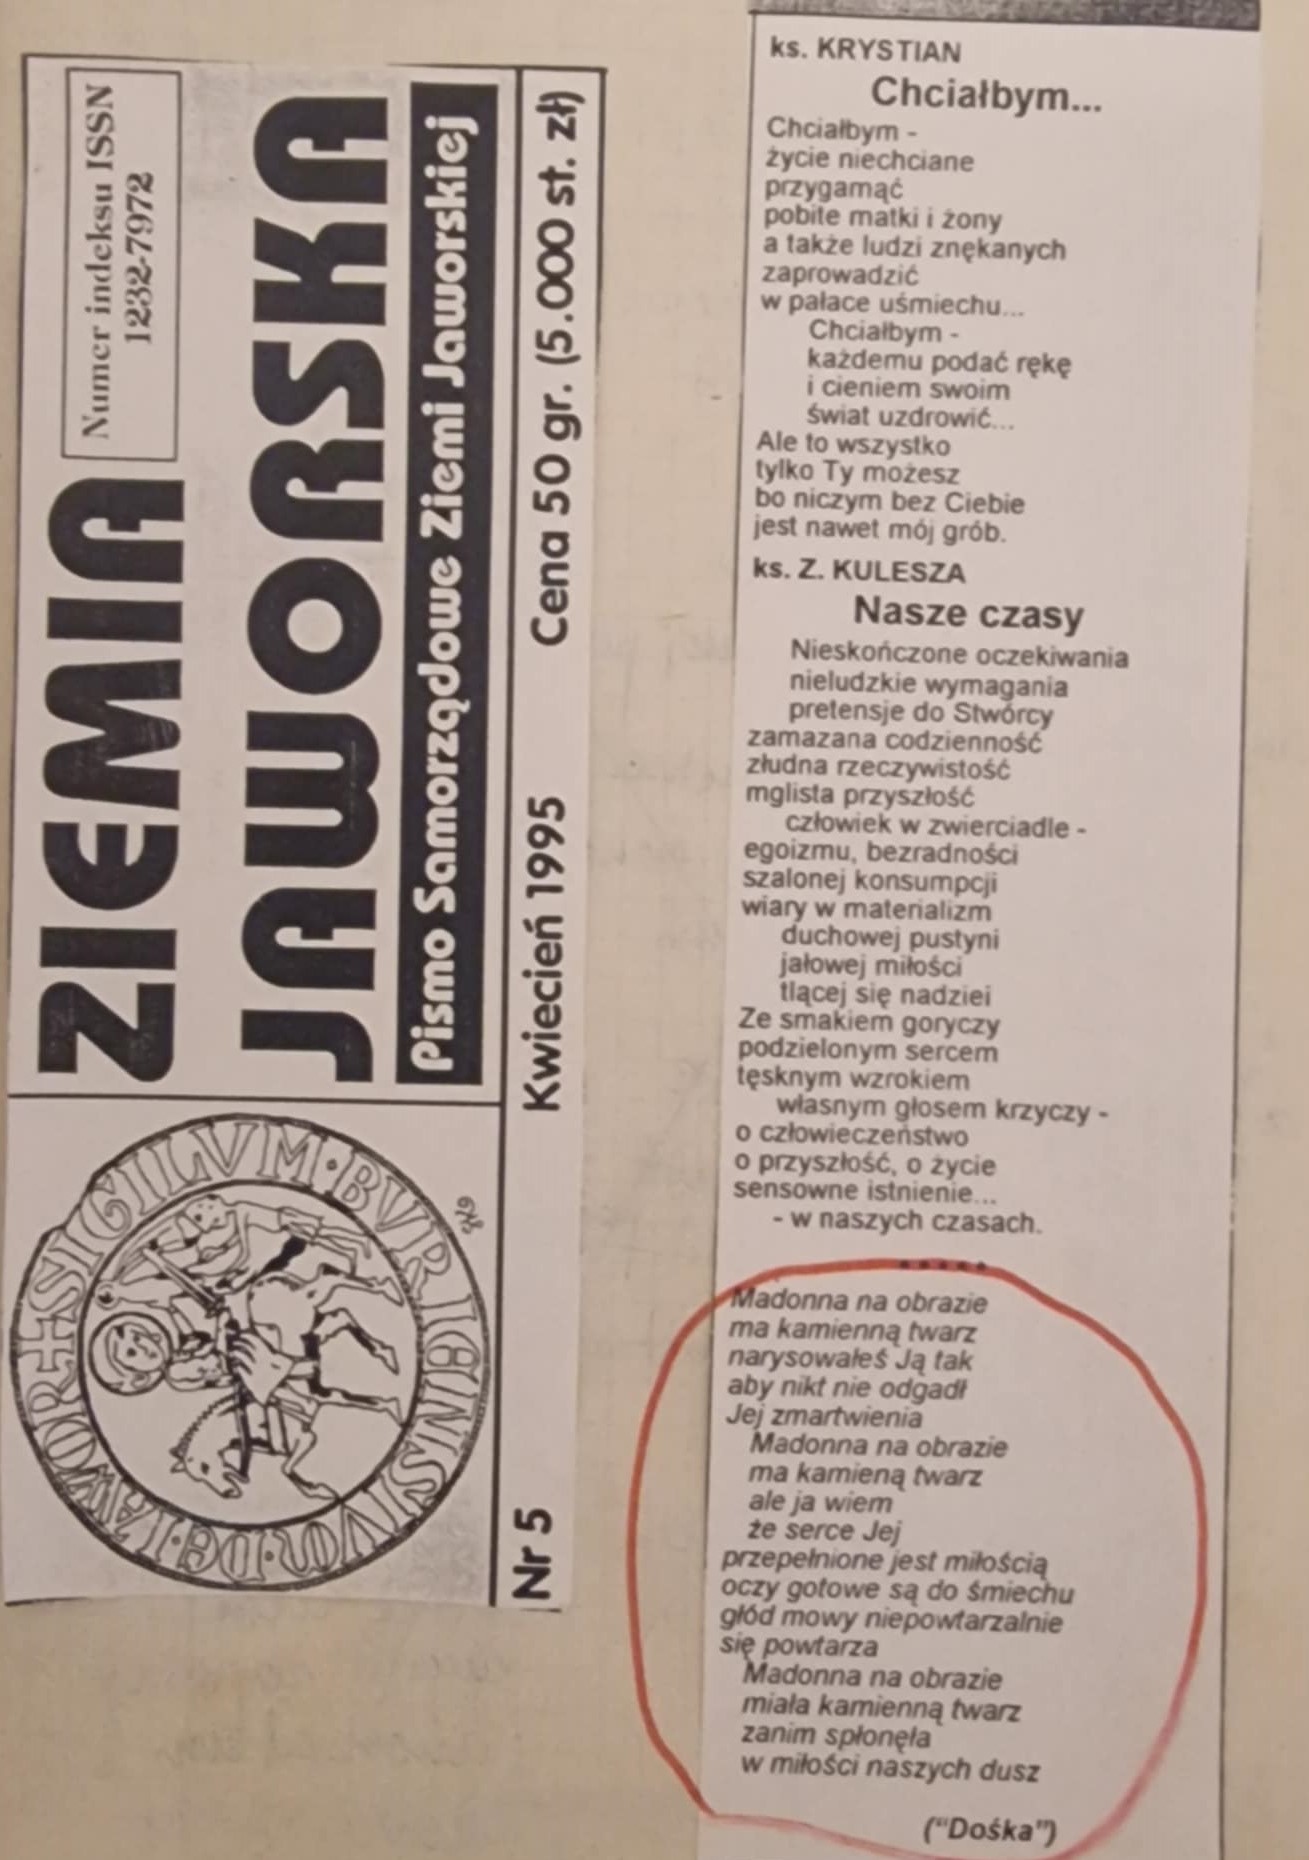 ZIEMIA
Numer indeksu ISSN
1232-7972
JAWORSKA
Pismo Samorządowe Ziemi Jaworskiej
Nr 5 Kwiecień 1995 Cena 50 gr. (5.000 st. zł)
ks. KRYSTIAN
Chciałbym...
Chciałbym -
życie niechciane
przygamąć
pobite matki i żony
a także ludzi znękanych
zaprowadzić
w pałace uśmiechu...
Chciałbym -
każdemu podać rękę
i cieniem swoim
świat uzdrowić...
Ale to wszystko
tylko Ty możesz
bo niczym bez Ciebie
jest nawet mój grób.
ks. Z. KULESZA
Nasze czasy
Nieskończone oczekiwania
nieludzkie wymagania
pretensje do Stwórcy
zamazana codzienność
złudna rzeczywistość
mglista przyszłość
człowiek w zwierciadle -
egoizmu, bezradności
szalonej konsumpcji
wiary w materializm
duchowej pustyni
jałowej miłości
tlącej się nadziei
Ze smakiem goryczy
podzielonym sercem
tęsknym wzrokiem
własnym głosem krzyczy -
o człowieczeństwo
o przyszłość, o życie
sensowne istnienie...
- w naszych czasach.
•••••
Madonna na obrazie
ma kamienną twarz
narysowałeś Ją tak
aby nikt nie odgadł
Jej zmartwienia
Madonna na obrazie
ma kamieną twarz
ale ja wiem
że serce Jej
przepełnione jest miłością
oczy gotowe są do śmiechu
głód mowy niepowtarzalnie
się powtarza
Madonna na obrazie
miała kamienną twarz
zanim spłonęła
w miłości naszych dusz
("Dośka")